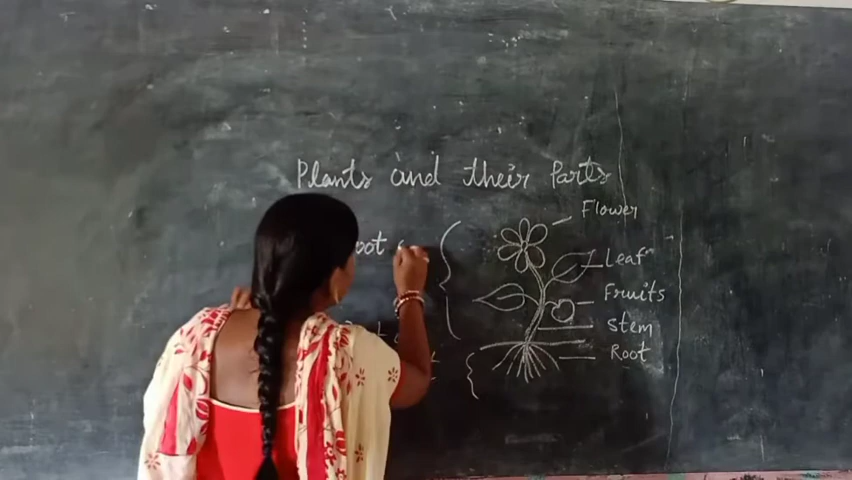 Plants and their Parts
Flower
Leaf
Fruits
stem
Root